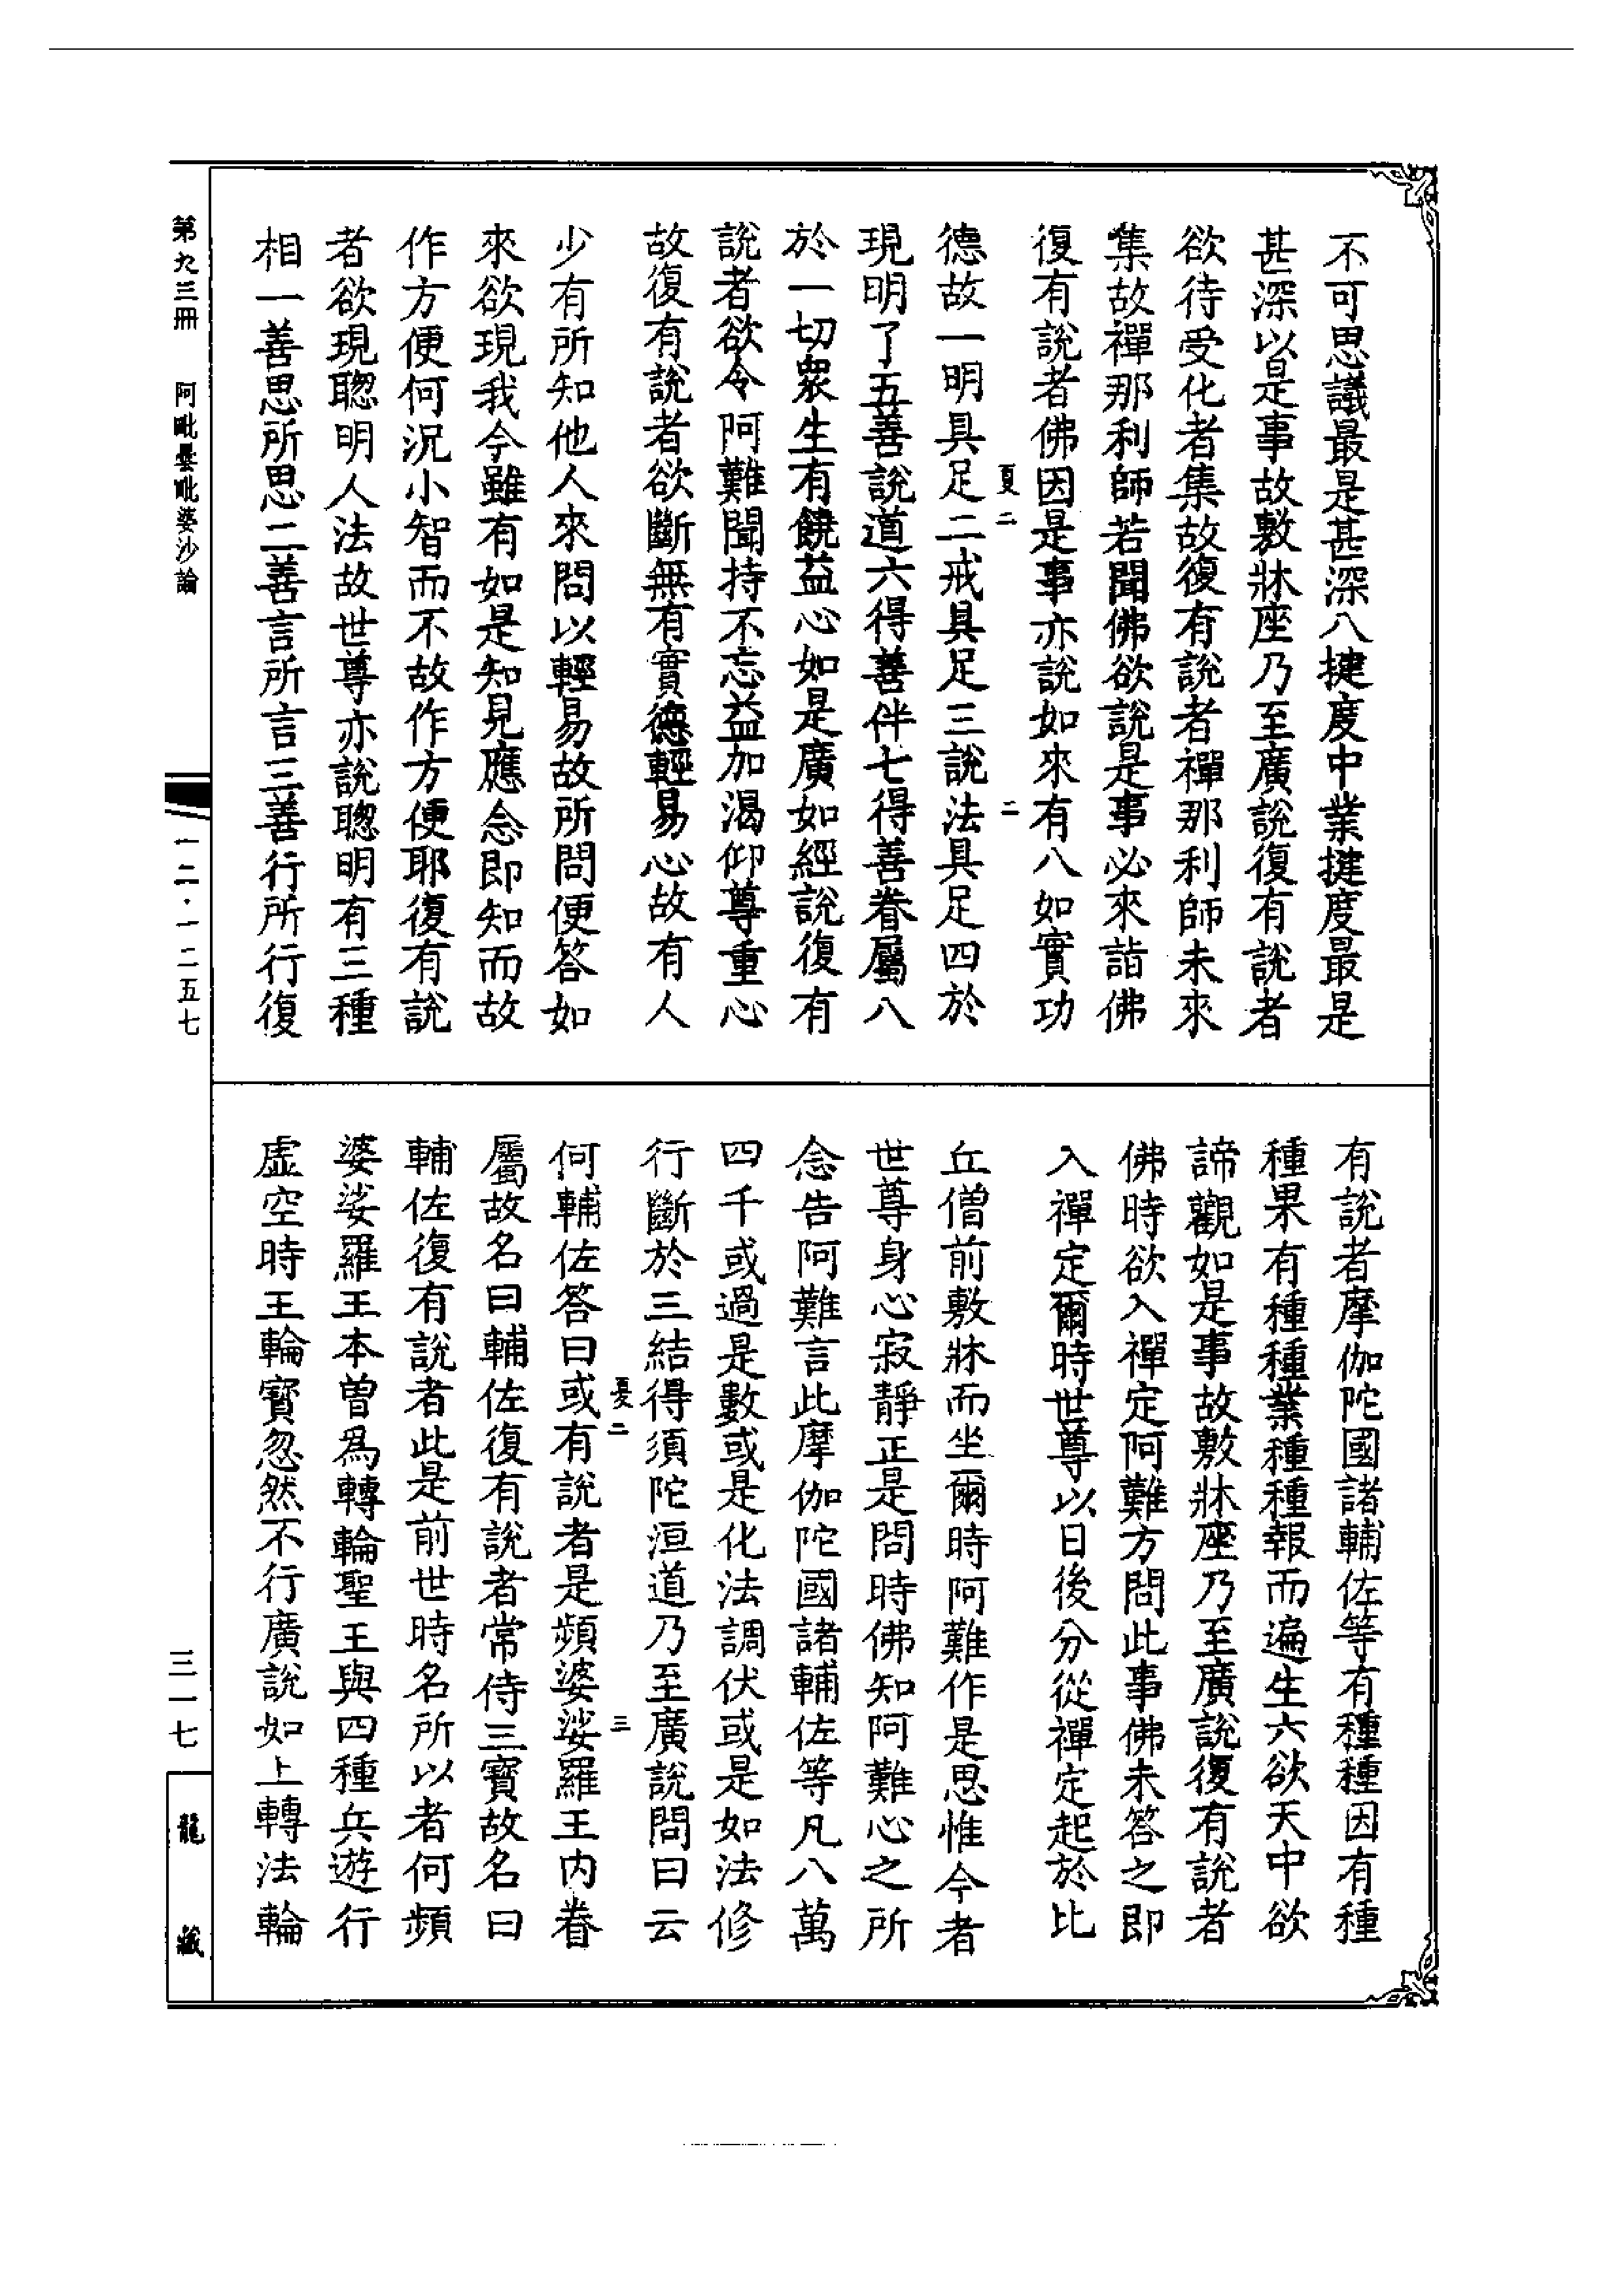 不可思議最是甚深八揵度中業揵度最是
甚深以是事故敷牀座乃至廣說復有說者
欲待受化者集故復有說者禪那利師未來
集故禪那利師若聞佛欲說是事必來詣佛
復有說者佛因是事亦說如來有八如實功
夏二
二
德故一明具足二戒具足三說法具足四於
現明了五善說道六得善伴七得善眷屬八
於一切衆生有饒益心如是廣如經說復有
說者欲令阿難聞持不忘益加渴仰尊重心
故復有說者欲斷無有實德輕易心故有人
少有所知他人來問以輕易故所問便答如
來欲現我今雖有如是知見應念即知而故
作方便何況小智而不故作方便耶復有說
者欲現聰明人法故世尊亦說聰明有三種
相一善思所思二善言所言三善行所行復
有說者摩伽陀國諸輔佐等有種種因有種
種果有種種業種種報而遍生六欲天中欲
諦觀如是事故敷牀座乃至廣說復有說者
佛時欲入禪定阿難方問此事佛未答之即
入禪定爾時世尊以日後分從禪定起於比
丘僧前敷牀而坐爾時阿難作是思惟今者
世尊身心寂靜正是問時佛知阿難心之所
念告阿難言此摩伽陀國諸輔佐等凡八萬
四千或過是數或是化法調伏或是如法修
行斷於三結得須陀洹道乃至廣說問曰云
夏二
三
何輔佐答曰或有說者是頻婆娑羅王内眷
屬故名曰輔佐復有說者常侍三寶故名曰
輔佐復有說者此是前世時名所以者何頻
婆娑羅王本曾爲轉輪聖王與四種兵遊行
虛空時王輪寶忽然不行廣說如上轉法輪
第九三冊　阿毗曇毗婆沙論
一二·一二五七
三一七
龍藏